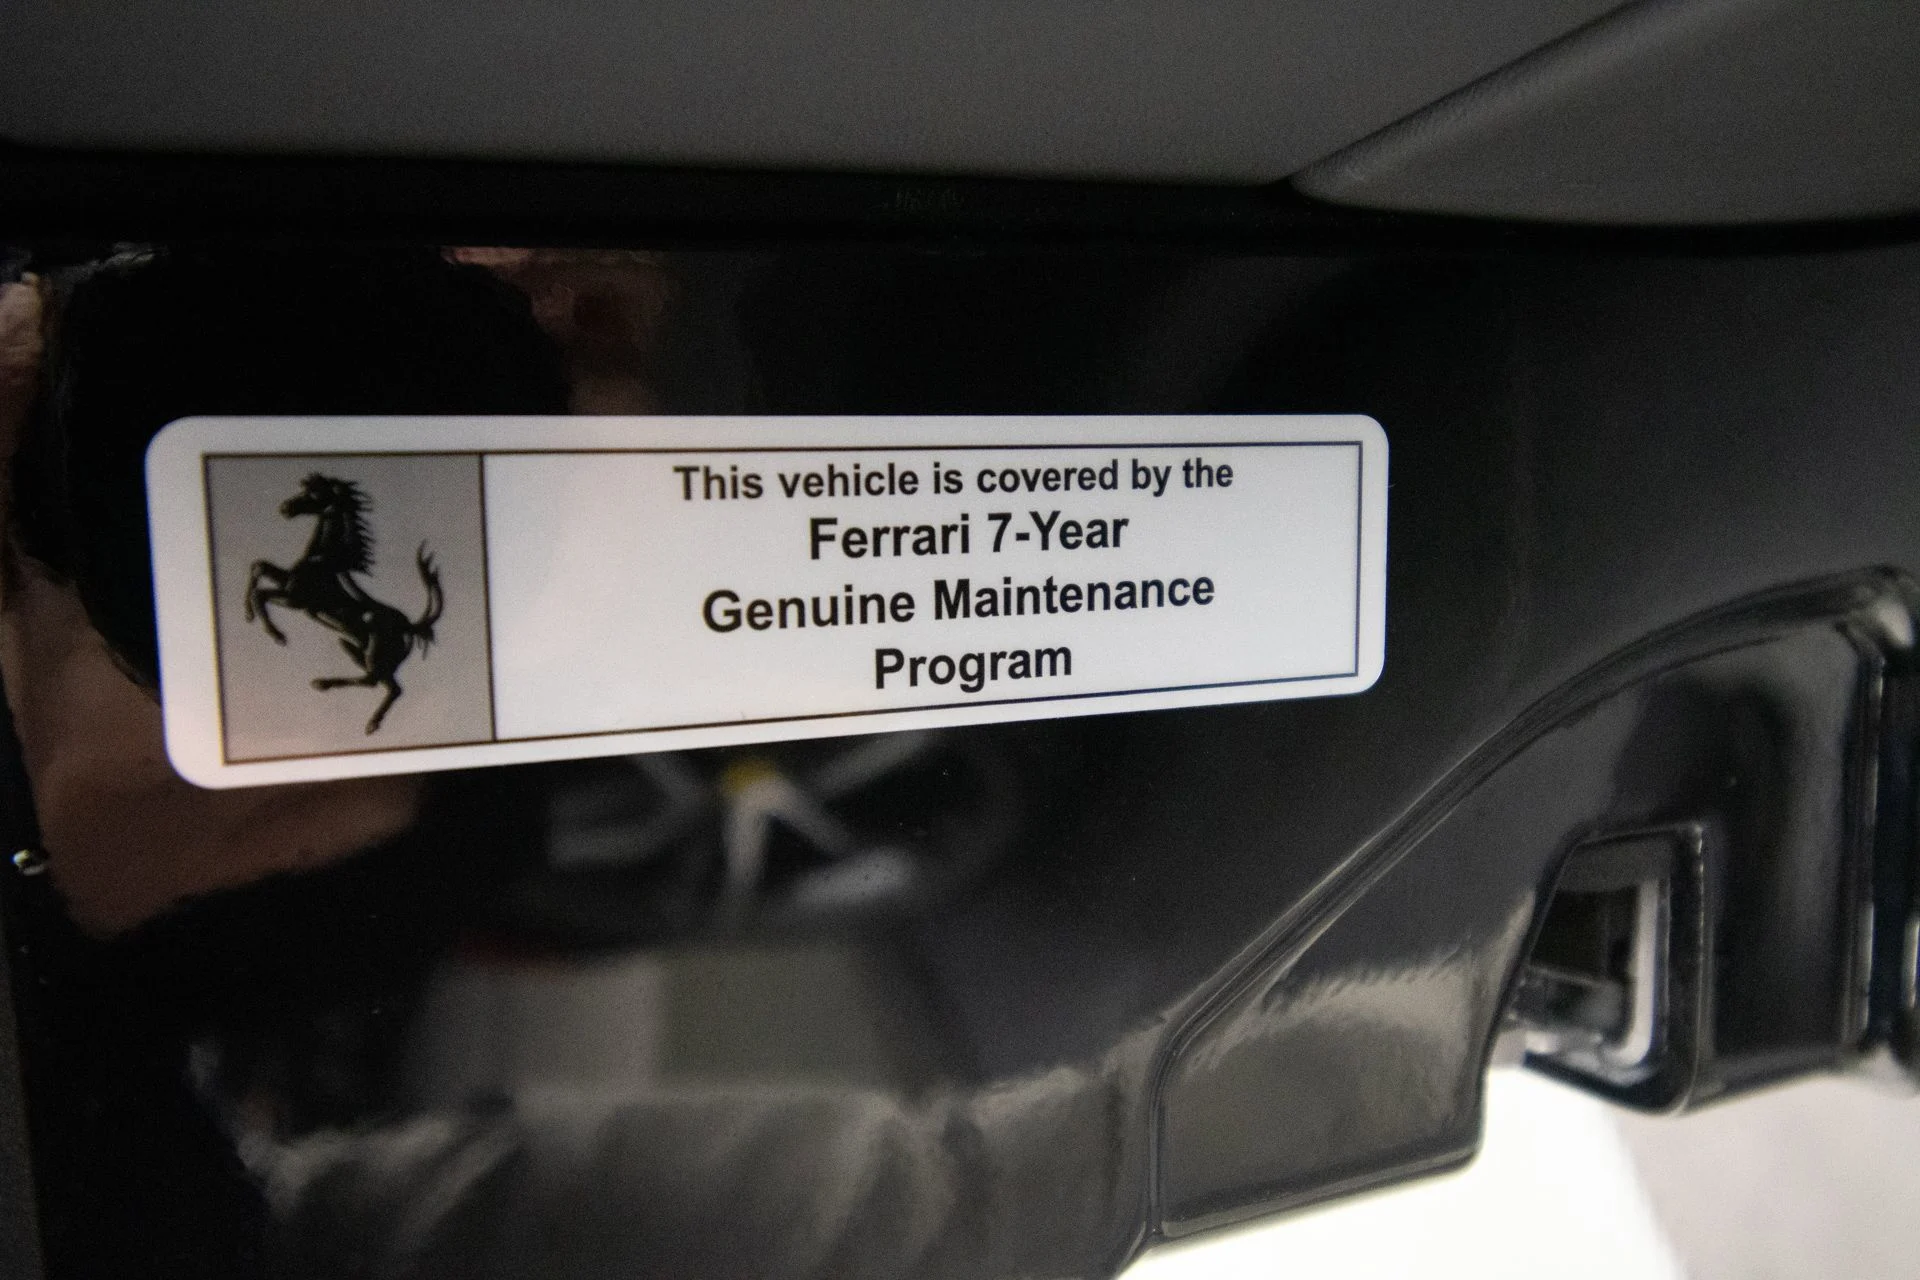 This vehicle is covered by the
Ferrari 7-Year
Genuine Maintenance
Program